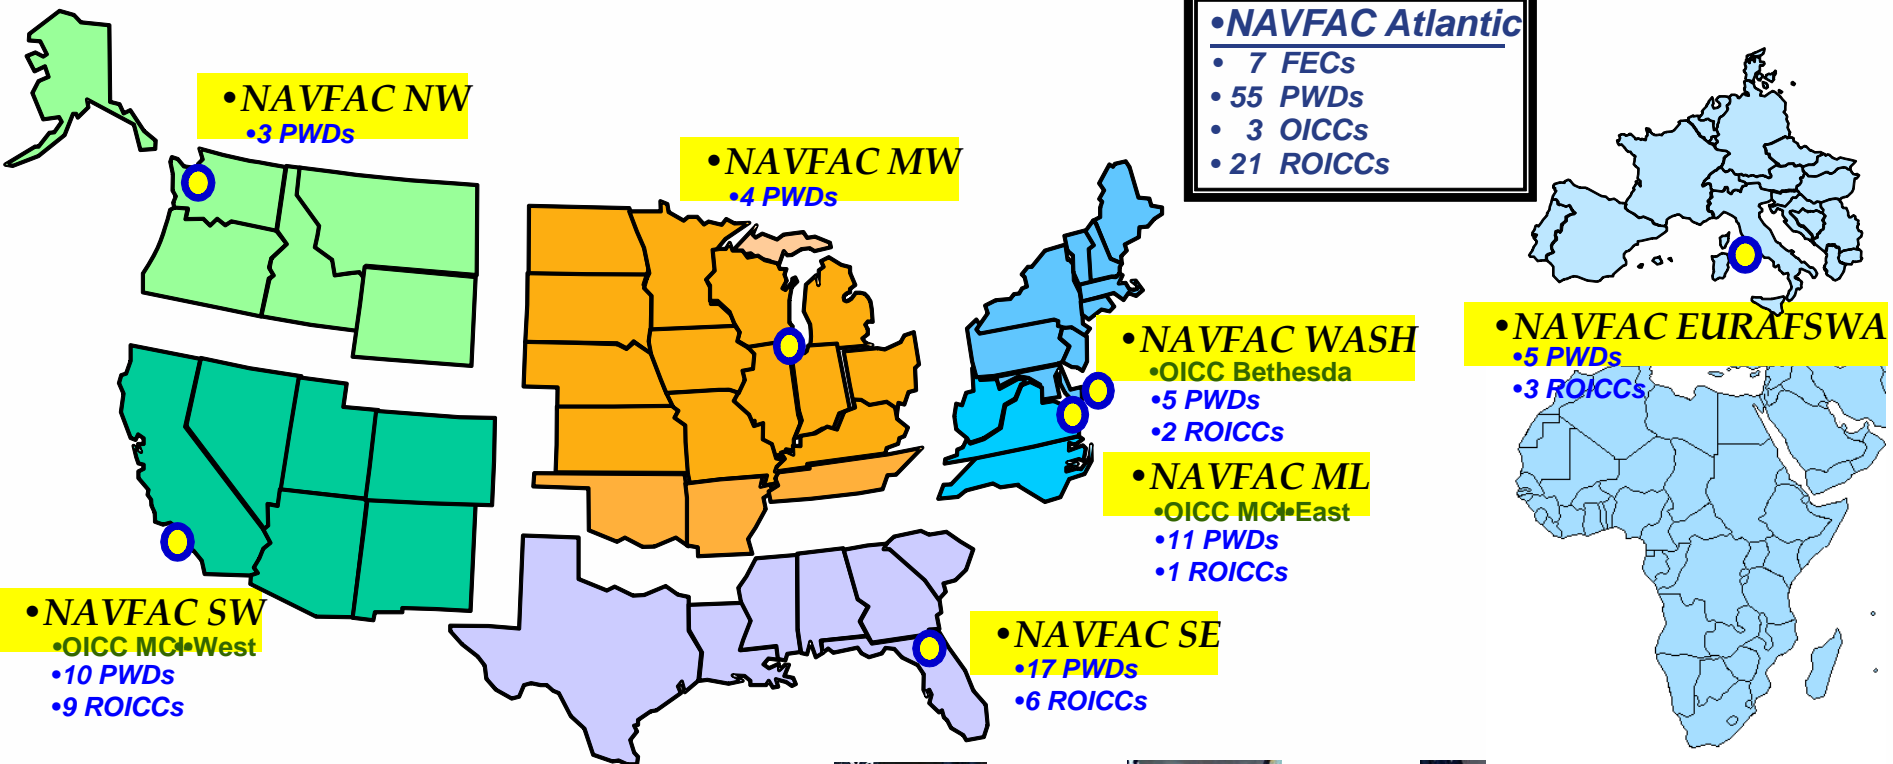 •NAVFAC Atlantic
• 7 FECs
• 55 PWDs
• 3 OICCs
• 21 ROICCs
•NAVFAC NW
•3 PWDs
•NAVFAC MW
•4 PWDs
•NAVFAC WASH
•OICC Bethesda
•5 PWDs
•2 ROICCs
•NAVFAC EURAFSWA
•5 PWDs
•3 ROICCs
•NAVFAC ML
•OICC MCI•East
•11 PWDs
•1 ROICCs
•NAVFAC SW
•OICC MCI•West
•10 PWDs
•9 ROICCs
•NAVFAC SE
•17 PWDs
•6 ROICCs